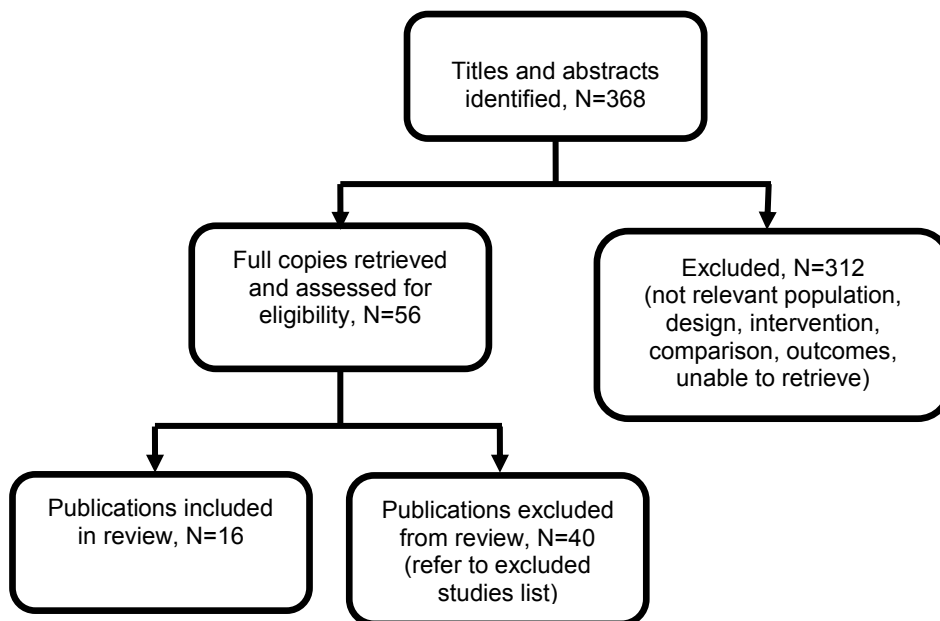 Titles and abstracts
identified, N=368
Full copies retrieved
and assessed for
eligibility, N=56
Excluded, N=312
(not relevant population,
design, intervention,
comparison, outcomes,
unable to retrieve)
Publications included
in review, N=16
Publications excluded
from review, N=40
(refer to excluded
studies list)